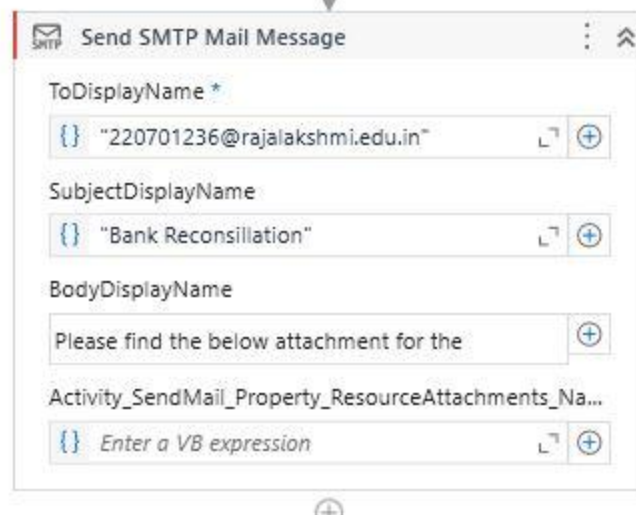 SMTP Send SMTP Mail Message
ToDisplayName *
{} "220701236@rajalakshmi.edu.in"
SubjectDisplayName
{} "Bank Reconsillation"
BodyDisplayName
Please find the below attachment for the
Activity_SendMail_Property_ResourceAttachments_Na...
{} Enter a VB expression